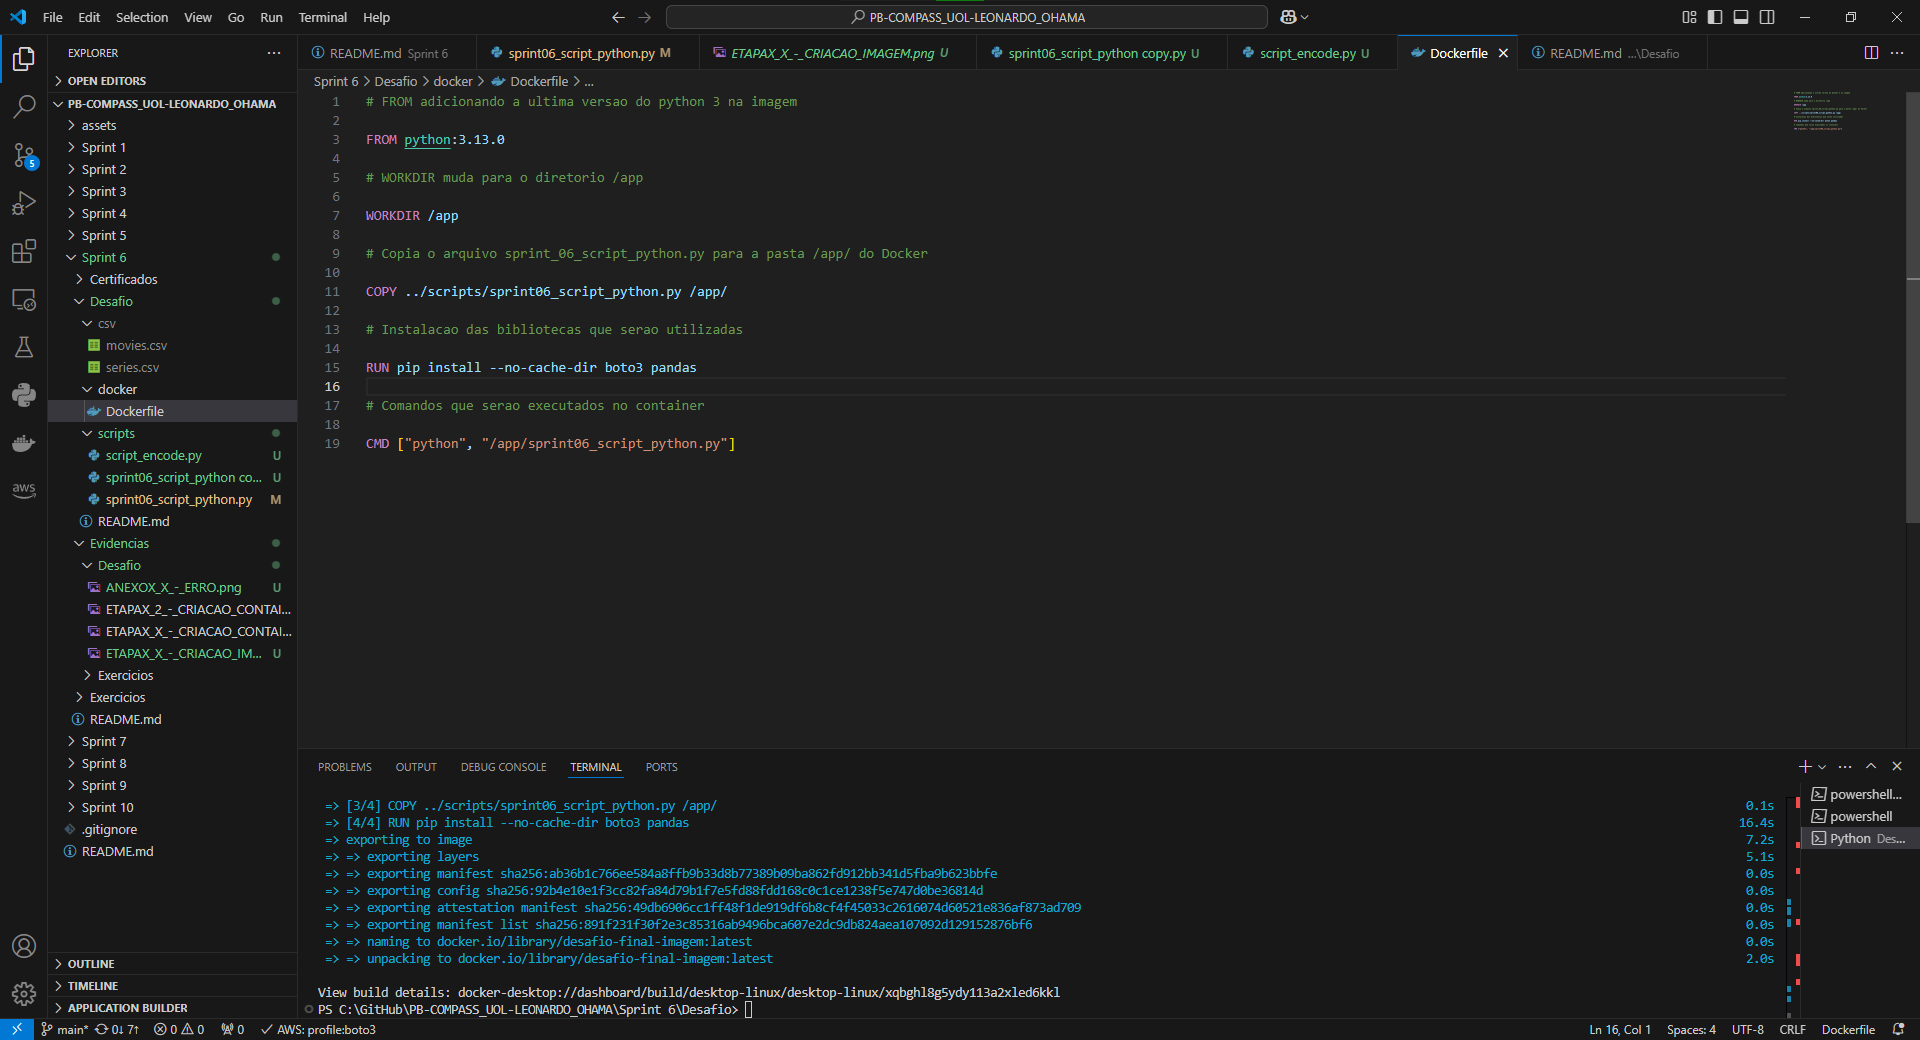 File Edit Selection View Go Run Terminal Help
PB-COMPASS_UOL-LEONARDO_OHAMA
EXPLORER
OPEN EDITORS
PB-COMPASS_UOL-LEONARDO_OHAMA
assets
Sprint 1
Sprint 2
Sprint 3
Sprint 4
Sprint 5
Sprint 6
Certificados
Desafio
csv
movies.csv
series.csv
docker
Dockerfile
scripts
script_encode.py U
sprint06_script_python co... U
sprint06_script_python.py M
README.md
Evidencias
Desafio
ANEXOX_X_-_ERRO.png U
ETAPAX_2_-_CRIACAO_CONTAI...
ETAPAX_X_-_CRIACAO_CONTAI...
ETAPAX_X_-_CRIACAO_IM... U
Exercicios
Exercicios
README.md
Sprint 7
Sprint 8
Sprint 9
Sprint 10
.gitignore
README.md
OUTLINE
TIMELINE
APPLICATION BUILDER
5
aws
README.md Sprint 6 sprint06_script_python.py M ETAPAX_X_-_CRIACAO_IMAGEM.png U sprint06_script_python copy.py U script_encode.py U Dockerfile README.md ...\Desafio
Sprint 6 > Desafio > docker > Dockerfile > ...
1 # FROM adicionando a ultima versao do python 3 na imagem
2
3 FROM python:3.13.0
4
5 # WORKDIR muda para o diretorio /app
6
7 WORKDIR /app
8
9 # Copia o arquivo sprint_06_script_python.py para a pasta /app/ do Docker
10
11 COPY ../scripts/sprint06_script_python.py /app/
12
13 # Instalacao das bibliotecas que serao utilizadas
14
15 RUN pip install --no-cache-dir boto3 pandas
16
17 # Comandos que serao executados no container
18
19 CMD ["python", "/app/sprint06_script_python.py"]
PROBLEMS OUTPUT DEBUG CONSOLE TERMINAL PORTS
=> [3/4] COPY ../scripts/sprint06_script_python.py /app/ 0.1s
=> [4/4] RUN pip install --no-cache-dir boto3 pandas 16.4s
=> exporting to image 7.2s
=> => exporting layers 5.1s
=> => exporting manifest sha256:ab36b1c766ee584a8ffb9b33d8b77389b09ba862fd912bb341d5fba9b623bbfe 0.0s
=> => exporting config sha256:92b4e10e1f3cc82fa84d79b1f7e5fd88fdd168c0c1ce1238f5e747d0be36814d 0.0s
=> => exporting attestation manifest sha256:49db6906cc1ff48f1de919df6b8cf4f45033c2616074d60521e836af873ad709 0.0s
=> => exporting manifest list sha256:891f231f30f2e3c85316ab9496bca607e2dc9db824aea107092d129152876bf6 0.0s
=> => naming to docker.io/library/desafio-final-imagem:latest 0.0s
=> => unpacking to docker.io/library/desafio-final-imagem:latest 2.0s
View build details: docker-desktop://dashboard/build/desktop-linux/desktop-linux/xqbghl8g5ydy113a2xled6kkl
PS C:\GitHub\PB-COMPASS_UOL-LEONARDO_OHAMA\Sprint 6\Desafio>
powershell...
powershell
Python Des...
main* 0↓ 7↑ 0 0 0 AWS: profile:boto3
Ln 16, Col 1 Spaces: 4 UTF-8 CRLF Dockerfile